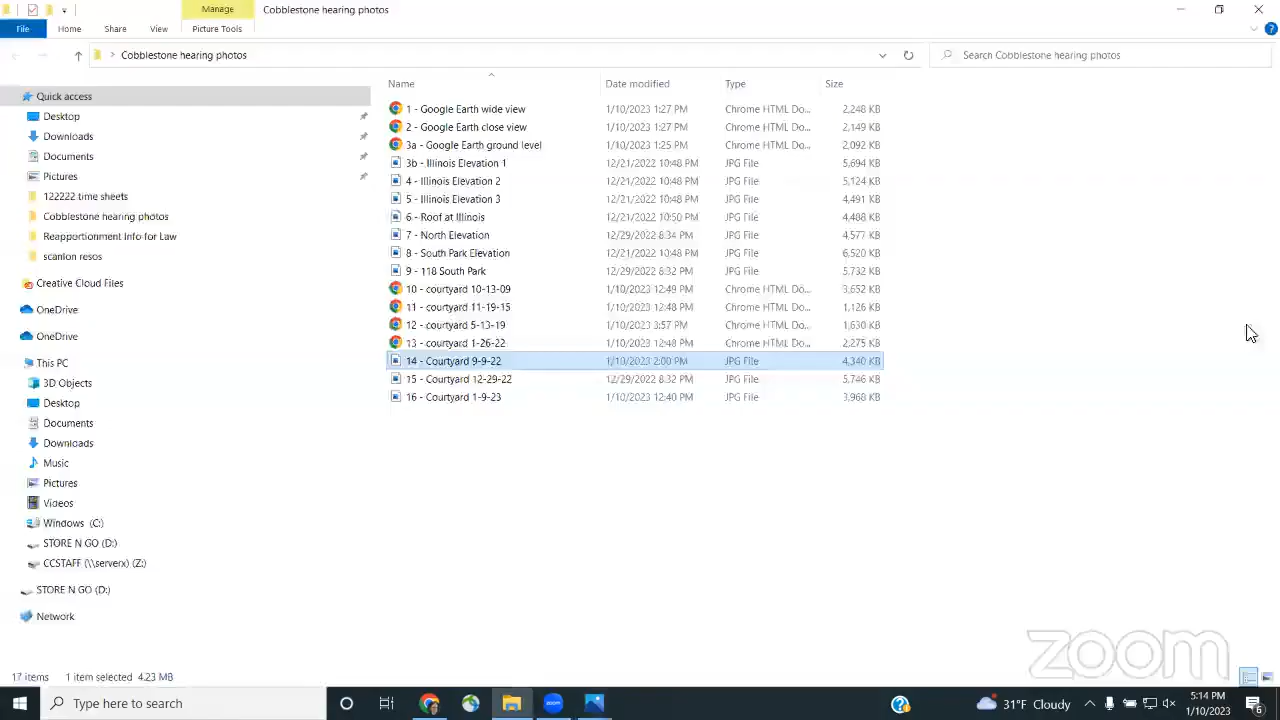 Manage
Cobblestone hearing photos
File
Home
Share
View
Picture Tools
Cobblestone hearing photos
Search Cobblestone hearing photos
Name
Date modified
Type
Size
Quick access
Desktop
Downloads
Documents
Pictures
122222 time sheets
Cobblestone hearing photos
Reapportionment Info for Law
scanlon resos
Creative Cloud Files
OneDrive
OneDrive
This PC
3D Objects
Desktop
Documents
Downloads
Music
Pictures
Videos
Windows (C:)
STORE N GO (D:)
CCSTAFF (\\serverx) (Z:)
STORE N GO (D:)
Network
1 - Google Earth wide view 1/10/2023 1:27 PM Chrome HTML Do... 2,248 KB
2 - Google Earth close view 1/10/2023 1:27 PM Chrome HTML Do... 2,149 KB
3a - Google Earth ground level 1/10/2023 1:25 PM Chrome HTML Do... 2,092 KB
3b - Illinois Elevation 1 12/21/2022 10:48 PM JPG File 5,694 KB
4 - Illinois Elevation 2 12/21/2022 10:48 PM JPG File 5,124 KB
5 - Illinois Elevation 3 12/21/2022 10:48 PM JPG File 4,491 KB
6 - Roof at Illinois 12/21/2022 10:50 PM JPG File 4,488 KB
7 - North Elevation 12/29/2022 8:34 PM JPG File 4,577 KB
8 - South Park Elevation 12/21/2022 10:48 PM JPG File 6,520 KB
9 - 118 South Park 12/29/2022 8:32 PM JPG File 5,732 KB
10 - courtyard 10-13-09 1/10/2023 12:49 PM Chrome HTML Do... 3,652 KB
11 - courtyard 11-19-15 1/10/2023 12:48 PM Chrome HTML Do... 1,126 KB
12 - courtyard 5-13-19 1/10/2023 3:57 PM Chrome HTML Do... 1,630 KB
13 - courtyard 1-26-22 1/10/2023 12:48 PM Chrome HTML Do... 2,275 KB
14 - Courtyard 9-9-22 1/10/2023 2:00 PM JPG File 4,340 KB
15 - Courtyard 12-29-22 12/29/2022 8:32 PM JPG File 5,746 KB
16 - Courtyard 1-9-23 1/10/2023 12:40 PM JPG File 3,968 KB
zoom
17 items 1 item selected 4.23 MB
Type here to search
zoom
31°F Cloudy
5:14 PM
1/10/2023
6